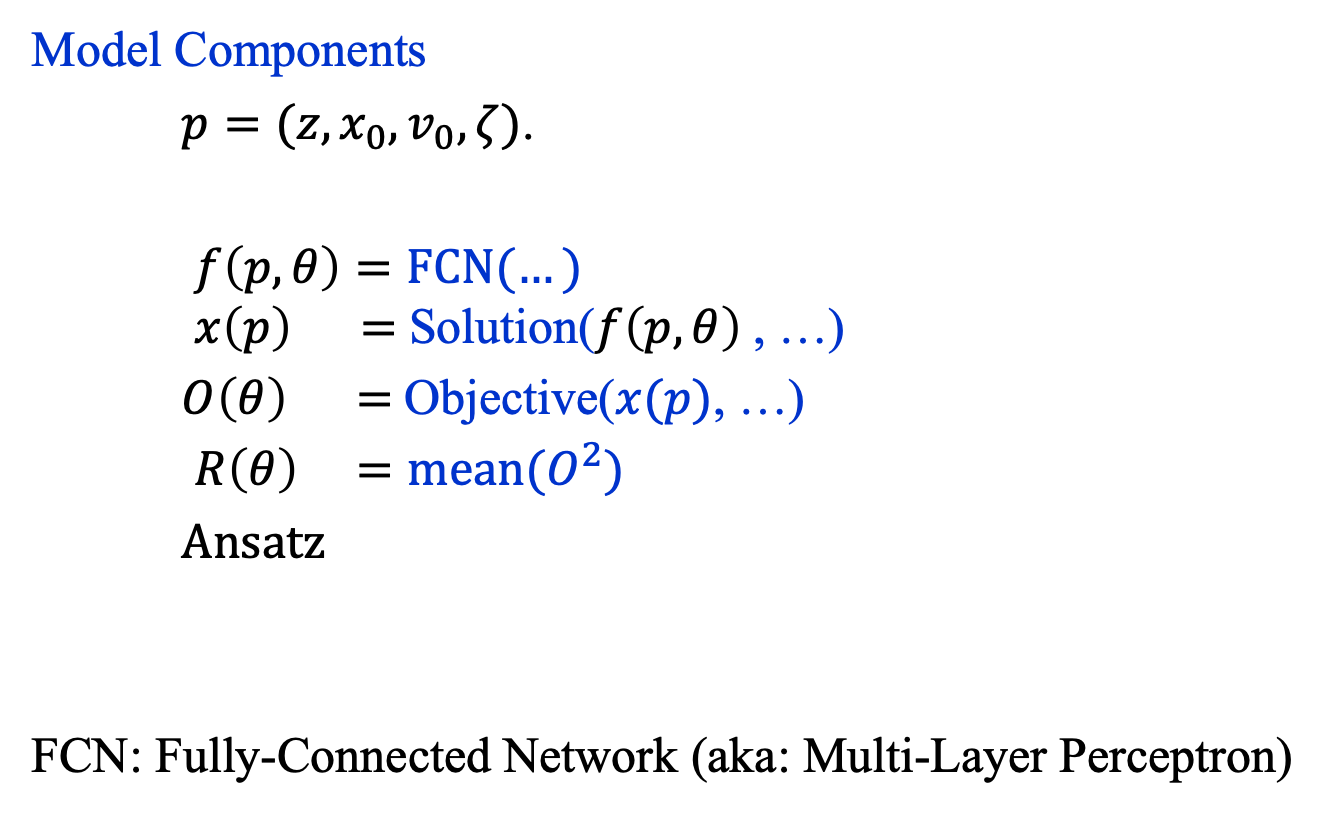 Model Components
p = (z, x₀, v₀, ζ).
f(p, θ) = FCN(… )
x(p) = Solution(f(p, θ) , …)
O(θ) = Objective(x(p), …)
R(θ) = mean(O²)
Ansatz
FCN: Fully-Connected Network (aka: Multi-Layer Perceptron)